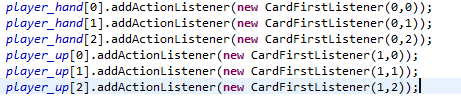 player_hand[0].addActionListener(new CardFirstListener(0,0));
player_hand[1].addActionListener(new CardFirstListener(0,1));
player_hand[2].addActionListener(new CardFirstListener(0,2));
player_up[0].addActionListener(new CardFirstListener(1,0));
player_up[1].addActionListener(new CardFirstListener(1,1));
player_up[2].addActionListener(new CardFirstListener(1,2));